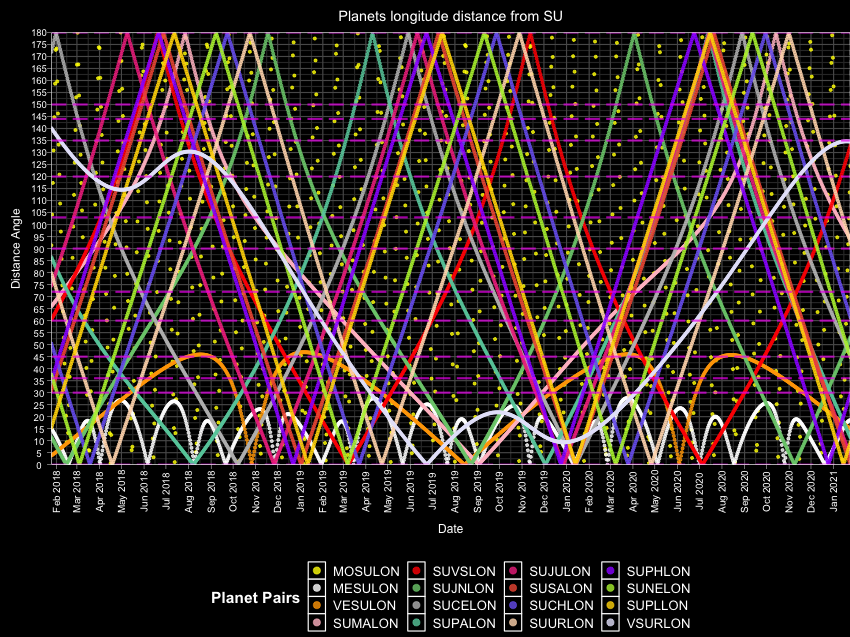 Planets longitude distance from SU
Distance Angle
180
175
170
165
160
155
150
145
140
135
130
125
120
115
110
105
100
95
90
85
80
75
70
65
60
55
50
45
40
35
30
25
20
15
10
5
0
Feb 2018
Mar 2018
Apr 2018
May 2018
Jun 2018
Jul 2018
Aug 2018
Sep 2018
Oct 2018
Nov 2018
Dec 2018
Jan 2019
Feb 2019
Mar 2019
Apr 2019
May 2019
Jun 2019
Jul 2019
Aug 2019
Sep 2019
Oct 2019
Nov 2019
Dec 2019
Jan 2020
Feb 2020
Mar 2020
Apr 2020
May 2020
Jun 2020
Jul 2020
Aug 2020
Sep 2020
Oct 2020
Nov 2020
Dec 2020
Jan 2021
Date
Planet Pairs
MOSULON SUVSLON SUJULON SUPHLON
MESULON SUJNLON SUSALON SUNELON
VESULON SUCELON SUCHLON SUPLLON
SUMALON SUPALON SUURLON VSURLON